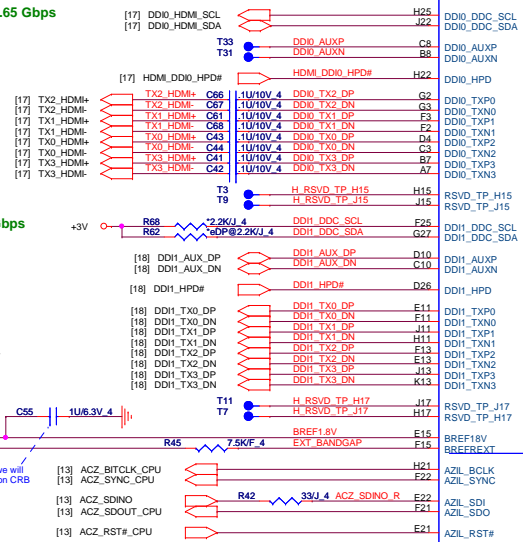 .65 Gbps
[17] DDI0_HDMI_SCL H25 DDI0_DDC_SCL
[17] DDI0_HDMI_SDA J22 DDI0_DDC_SDA
T33 DDI0_AUXP C8 DDI0_AUXP
T31 DDI0_AUXN B8 DDI0_AUXN
[17] HDMI_DDI0_HPD# HDMI_DDI0_HPD# H22 DDI0_HPD
[17] TX2_HDMI+ TX2_HDMI+ C66 .1U/10V_4 DDI0_TX2_DP G2 DDI0_TXP0
[17] TX2_HDMI- TX2_HDMI- C67 .1U/10V_4 DDI0_TX2_DN G3 DDI0_TXN0
[17] TX1_HDMI+ TX1_HDMI+ C61 .1U/10V_4 DDI0_TX1_DP F3 DDI0_TXP1
[17] TX1_HDMI- TX1_HDMI- C68 .1U/10V_4 DDI0_TX1_DN F2 DDI0_TXN1
[17] TX0_HDMI+ TX0_HDMI+ C43 .1U/10V_4 DDI0_TX0_DP D4 DDI0_TXP2
[17] TX0_HDMI- TX0_HDMI- C44 .1U/10V_4 DDI0_TX0_DN C3 DDI0_TXN2
[17] TX3_HDMI+ TX3_HDMI+ C41 .1U/10V_4 DDI0_TX3_DP B7 DDI0_TXP3
[17] TX3_HDMI- TX3_HDMI- C42 .1U/10V_4 DDI0_TX3_DN A7 DDI0_TXN3
T3 H_RSVD_TP_H15 H15 RSVD_TP_H15
T9 H_RSVD_TP_J15 J15 RSVD_TP_J15
Gbps
+3V R68 *2.2K/J_4 DDI1_DDC_SCL F25 DDI1_DDC_SCL
R62 *eDP@2.2K/J_4 DDI1_DDC_SDA G27 DDI1_DDC_SDA
[18] DDI1_AUX_DP DDI1_AUX_DP D10 DDI1_AUXP
[18] DDI1_AUX_DN DDI1_AUX_DN C10 DDI1_AUXN
[18] DDI1_HPD# DDI1_HPD# D26 DDI1_HPD
[18] DDI1_TX0_DP DDI1_TX0_DP E11 DDI1_TXP0
[18] DDI1_TX0_DN DDI1_TX0_DN F11 DDI1_TXN0
[18] DDI1_TX1_DP DDI1_TX1_DP J11 DDI1_TXP1
[18] DDI1_TX1_DN DDI1_TX1_DN H11 DDI1_TXN1
[18] DDI1_TX2_DP DDI1_TX2_DP F13 DDI1_TXP2
[18] DDI1_TX2_DN DDI1_TX2_DN E13 DDI1_TXN2
[18] DDI1_TX3_DP DDI1_TX3_DP J13 DDI1_TXP3
[18] DDI1_TX3_DN DDI1_TX3_DN K13 DDI1_TXN3
T11 H_RSVD_TP_H17 J17 RSVD_TP_J17
T7 H_RSVD_TP_J17 H17 RSVD_TP_H17
C55 1U/6.3V_4
BREF1.8V E15 BREF18V
R45 7.5K/F_4 EXT_BANDGAP F15 BREFREXT
we will
on CRB
[13] ACZ_BITCLK_CPU H21 AZIL_BCLK
[13] ACZ_SYNC_CPU F22 AZIL_SYNC
[13] ACZ_SDINO R42 33/J_4 ACZ_SDINO_R E22 AZIL_SDI
[13] ACZ_SDOUT_CPU F21 AZIL_SDO
[13] ACZ_RST#_CPU E21 AZIL_RST#